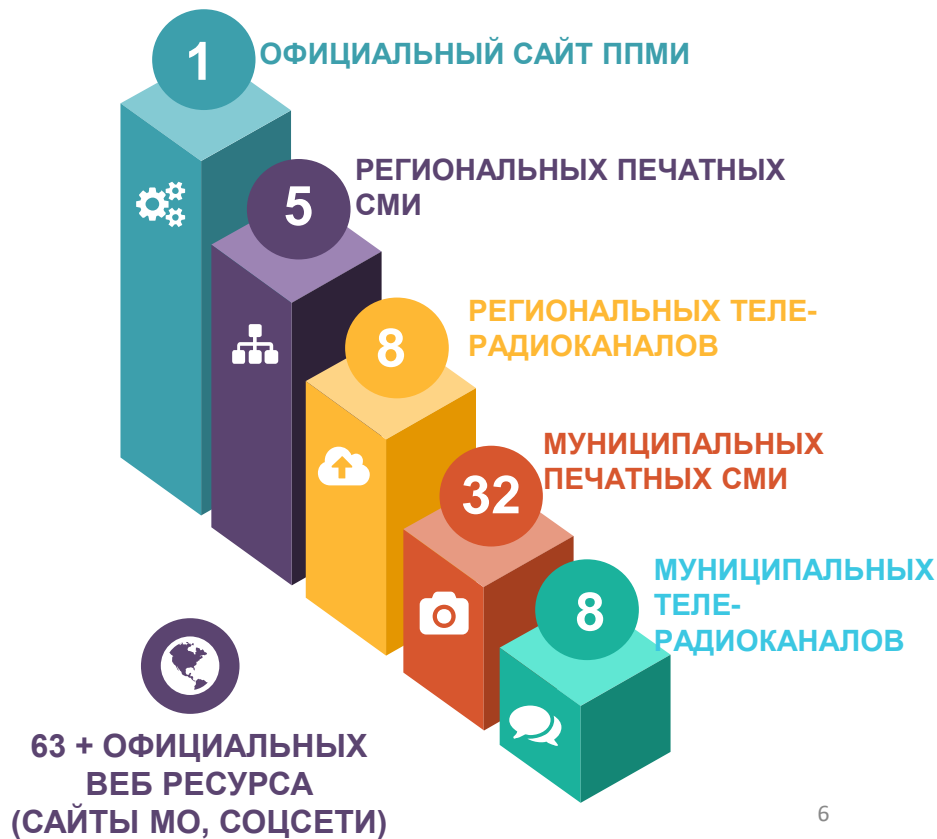 1
ОФИЦИАЛЬНЫЙ САЙТ ППМИ
5
РЕГИОНАЛЬНЫХ ПЕЧАТНЫХ
СМИ
8
РЕГИОНАЛЬНЫХ ТЕЛЕ-
РАДИОКАНАЛОВ
32
МУНИЦИПАЛЬНЫХ
ПЕЧАТНЫХ СМИ
8
МУНИЦИПАЛЬНЫХ
ТЕЛЕ-
РАДИОКАНАЛОВ
63 + ОФИЦИАЛЬНЫХ
ВЕБ РЕСУРСА
(САЙТЫ МО, СОЦСЕТИ)
6